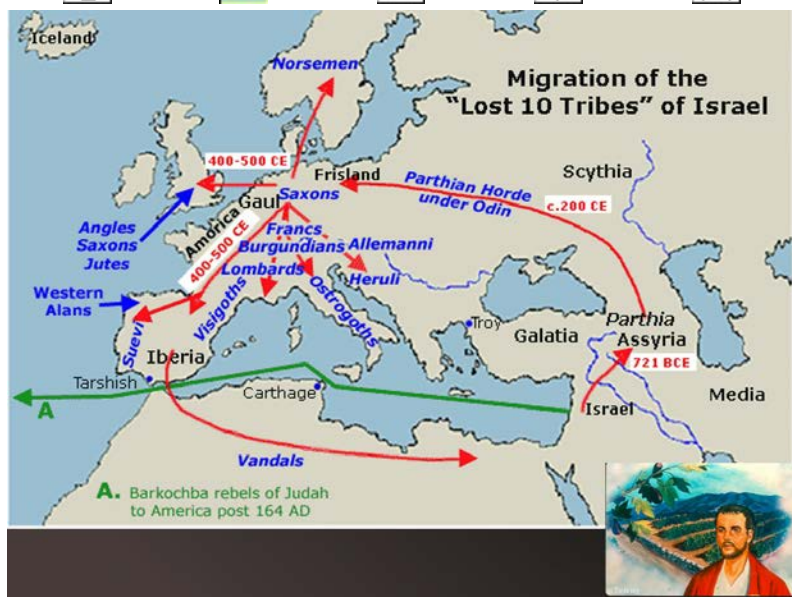 Iceland
Norsemen
Migration of the
"Lost 10 Tribes" of Israel
400-500 CE
Frisland
Scythia
Parthian Horde
under Odin
c.200 CE
Gaul
Saxons
Angles
Saxons
Jutes
Amorica
400-500 CE
Francs
Burgundians
Allemanni
Lombards
Heruli
Western
Alans
Visigoths
Ostrogoths
Suevi
Iberia
Troy
Galatia
Parthia
Assyria
721 BCE
Tarshish
Carthage
Israel
Media
A
Vandals
A. Barkochba rebels of Judah
to America post 164 AD